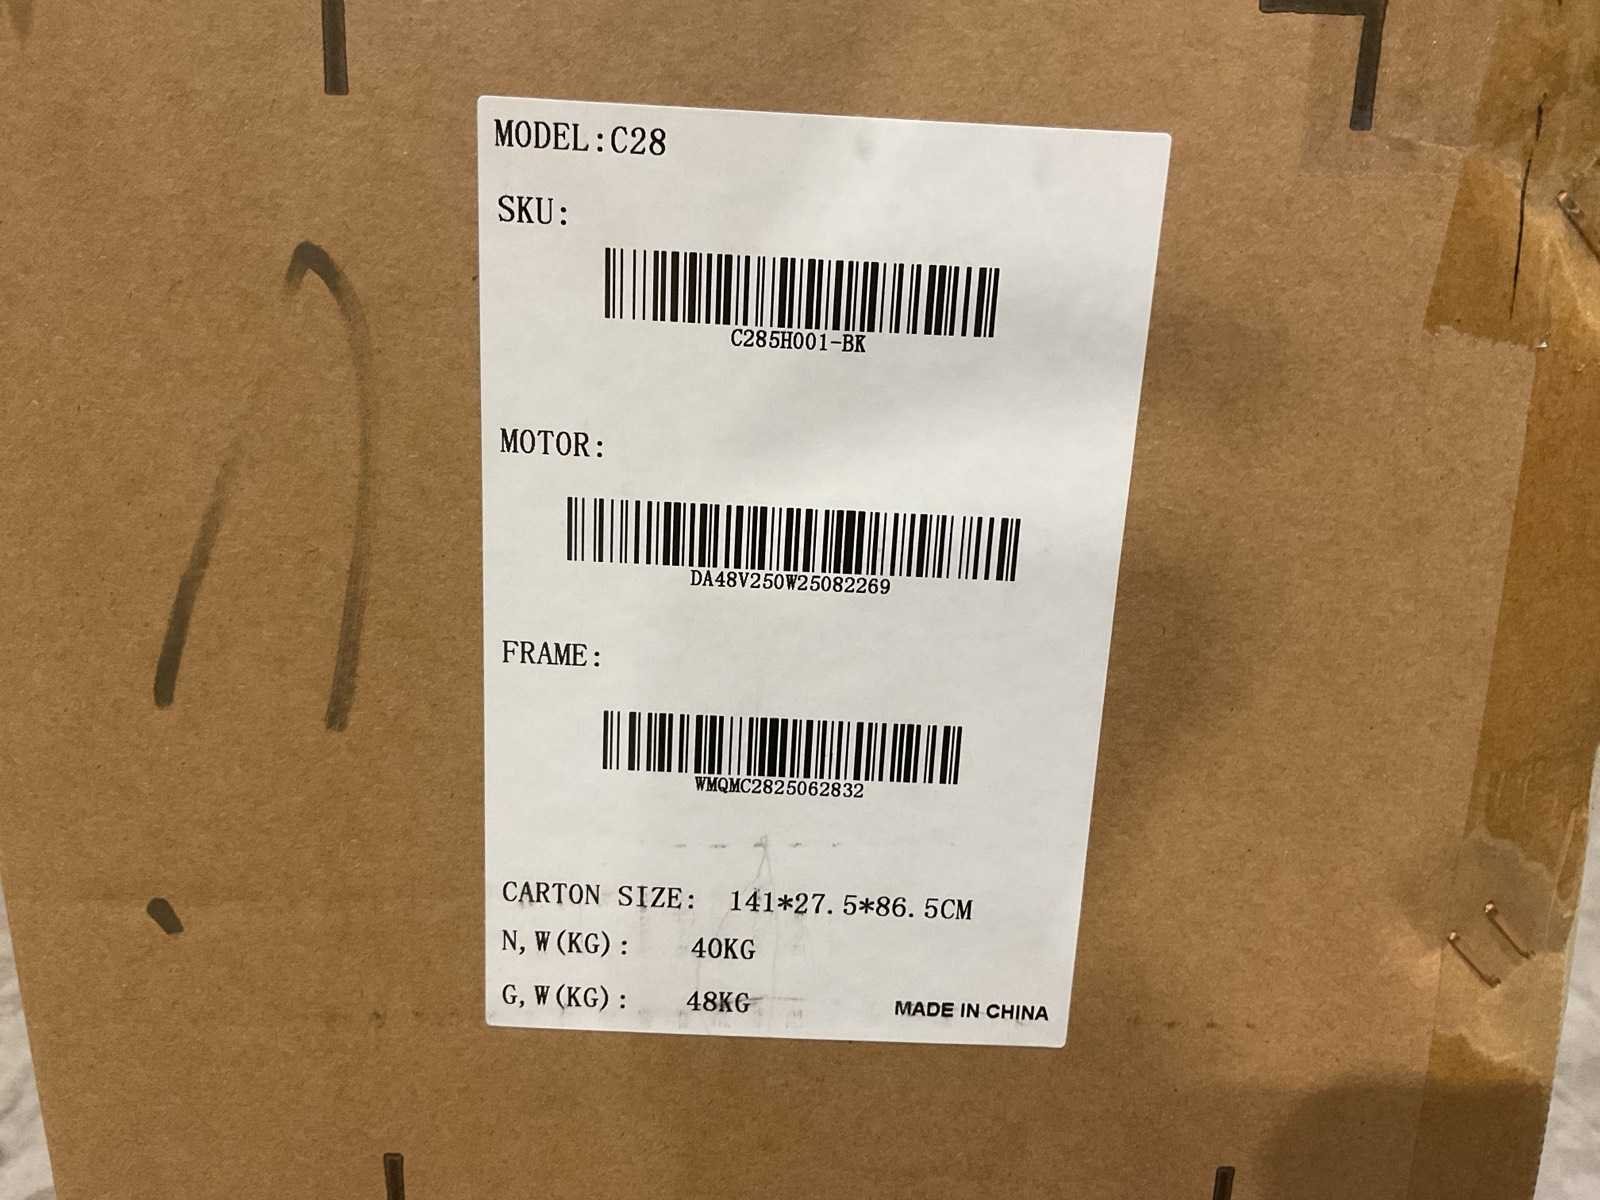 MODEL:C28
SKU:
C285H001-BK
MOTOR:
DA48V250W25082269
FRAME:
WMQMC2825062832
CARTON SIZE: 141*27.5*86.5CM
N,W(KG): 40KG
G,W(KG): 48KG
MADE IN CHINA